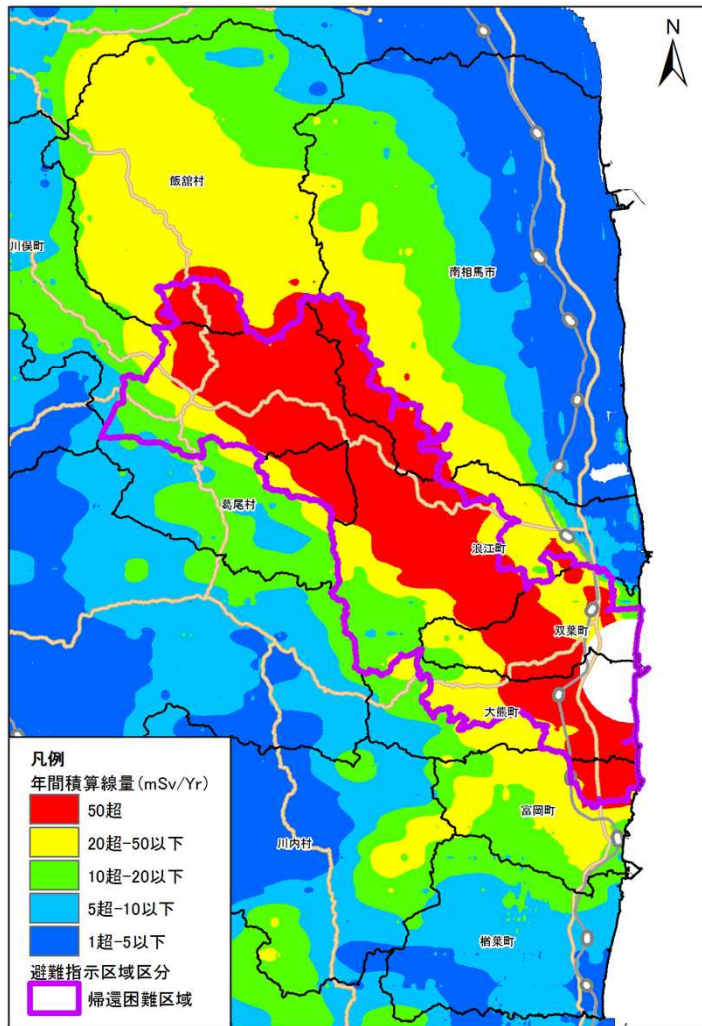 N
飯舘村
川俣町
南相馬市
葛尾村
浪江町
双葉町
大熊町
富岡町
川内村
楢葉町
凡例
年間積算線量(mSv/Yr)
50超
20超-50以下
10超-20以下
5超-10以下
1超-5以下
避難指示区域区分
帰還困難区域